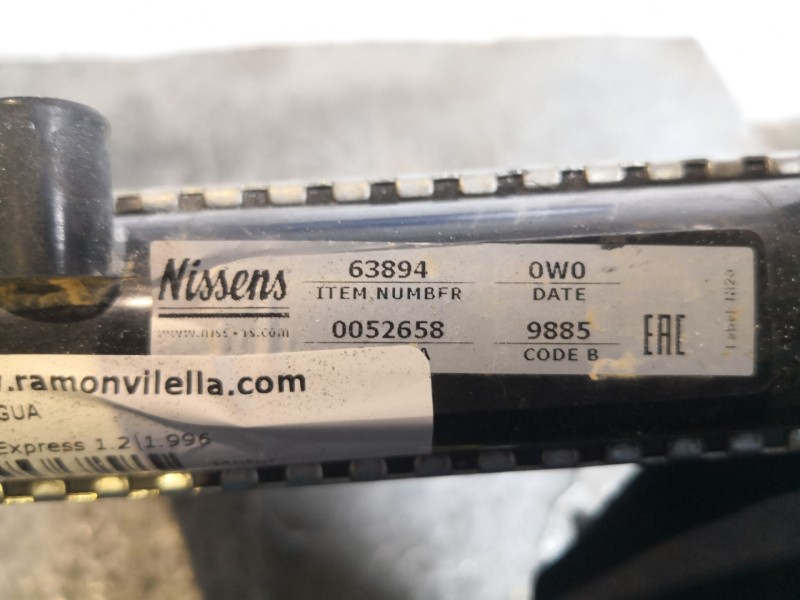 Nissens
63894
ITEM NUMBER
0W0
DATE
0052658
A
9885
CODE B
EAC
.ramonvilella.com
GUA
Express 1.2|1.996